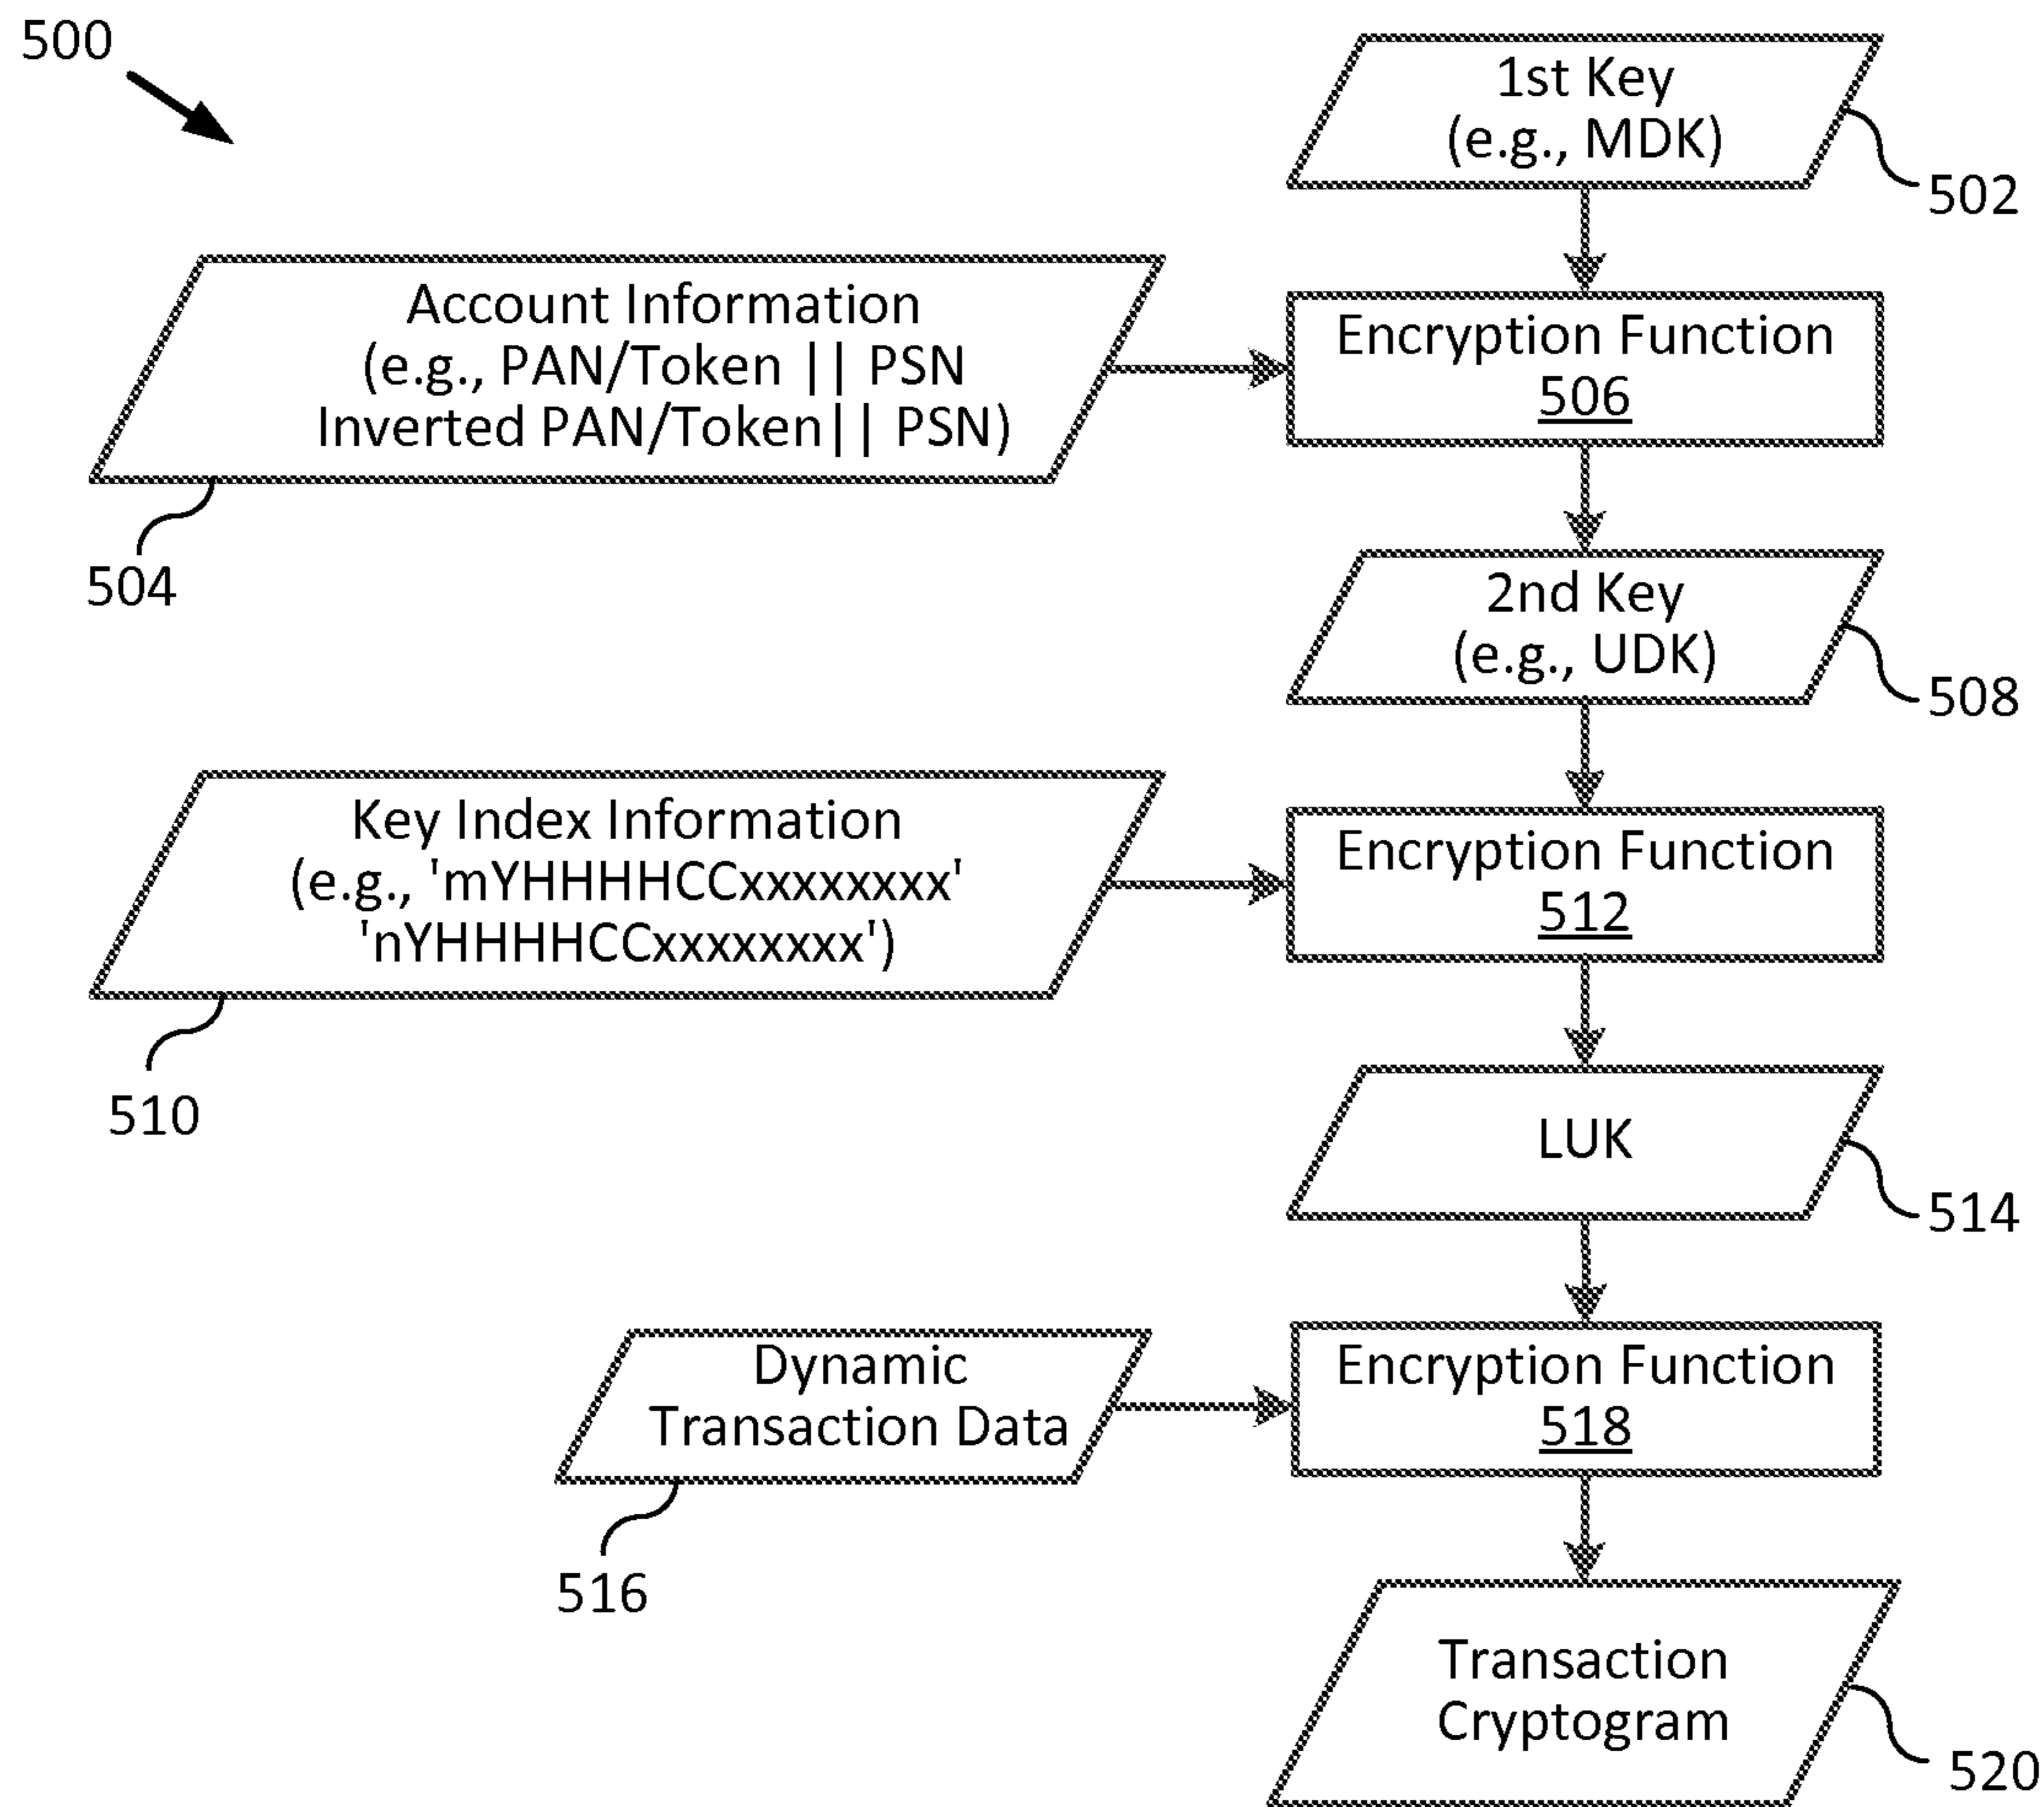 500
1st Key
(e.g., MDK)
502
Account Information
(e.g., PAN/Token || PSN
Inverted PAN/Token|| PSN)
504
Encryption Function
506
2nd Key
(e.g., UDK)
508
Key Index Information
(e.g., 'mYHHHHCCxxxxxxxx'
'nYHHHHCCxxxxxxxx')
510
Encryption Function
512
LUK
514
Dynamic
Transaction Data
516
Encryption Function
518
Transaction
Cryptogram
520